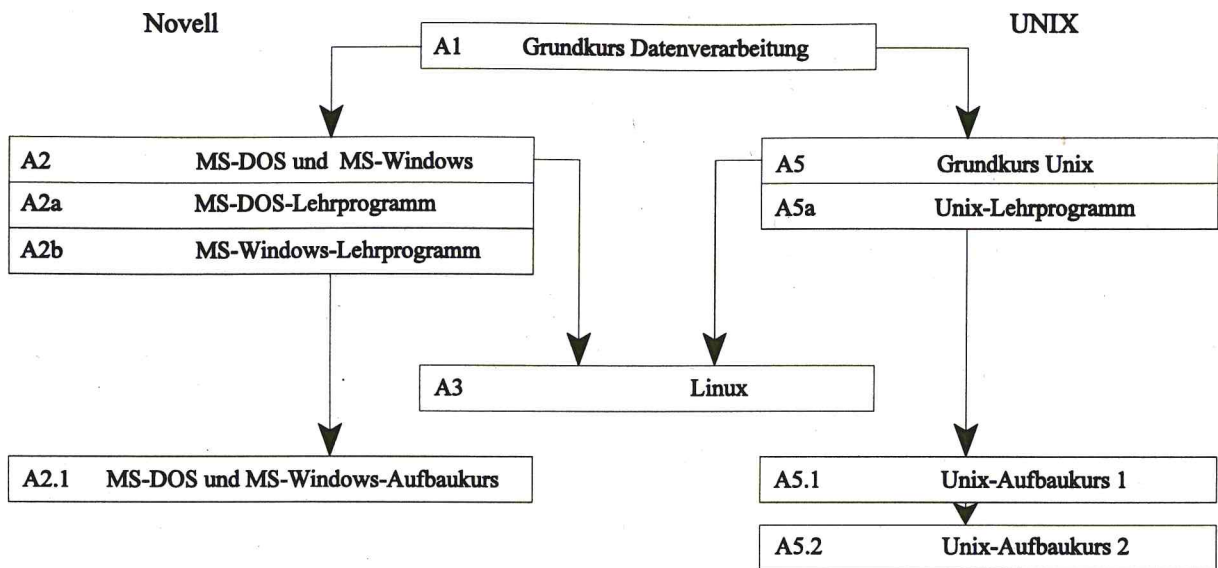 Novell
UNIX
A1 Grundkurs Datenverarbeitung
A2 MS-DOS und MS-Windows
A2a MS-DOS-Lehrprogramm
A2b MS-Windows-Lehrprogramm
A5 Grundkurs Unix
A5a Unix-Lehrprogramm
A3 Linux
A2.1 MS-DOS und MS-Windows-Aufbaukurs
A5.1 Unix-Aufbaukurs 1
A5.2 Unix-Aufbaukurs 2